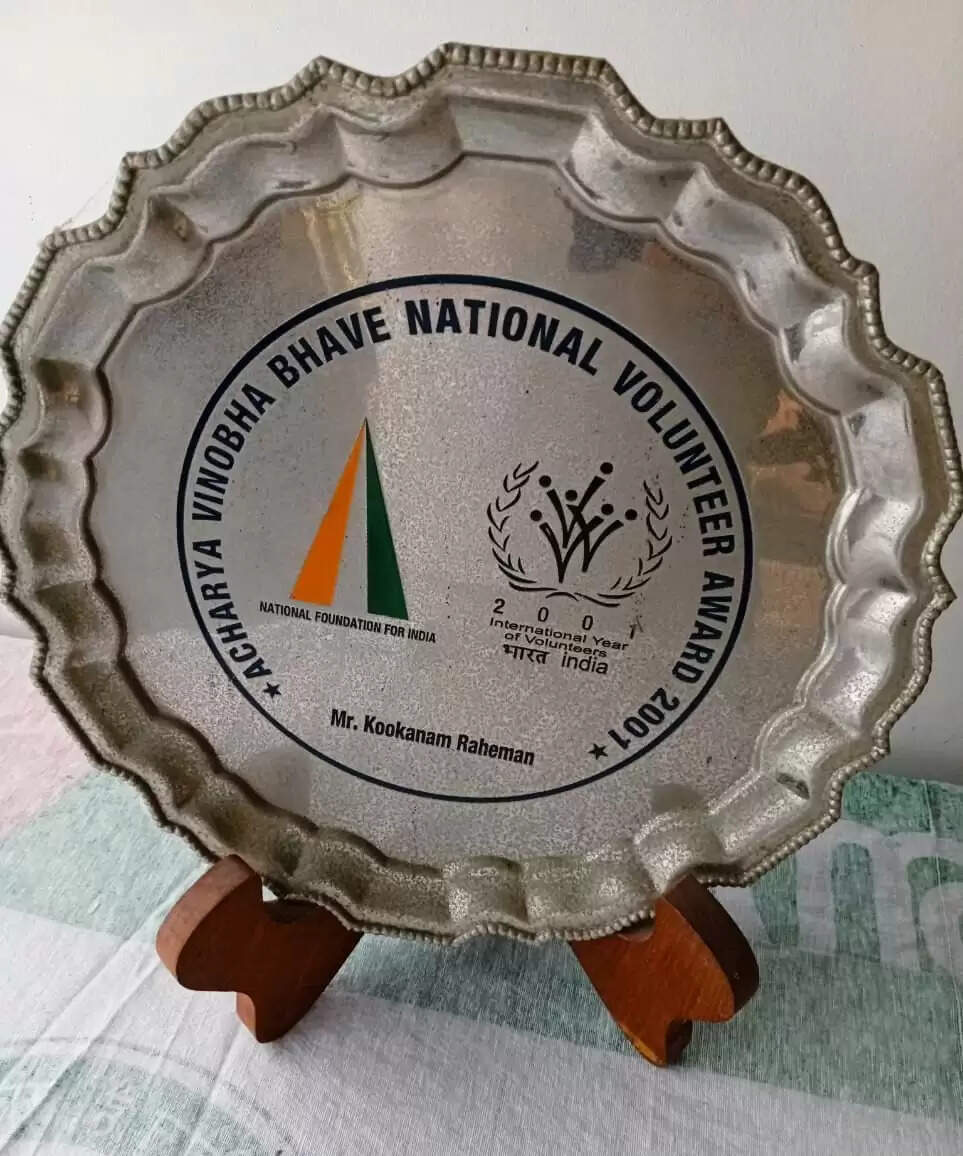 ★ ACHARYA VINOBHA BHAVE NATIONAL VOLUNTEER AWARD 2001 ★
NATIONAL FOUNDATION FOR INDIA
2001
International Year
of Volunteers
भारत india
Mr. Kookanam Raheman